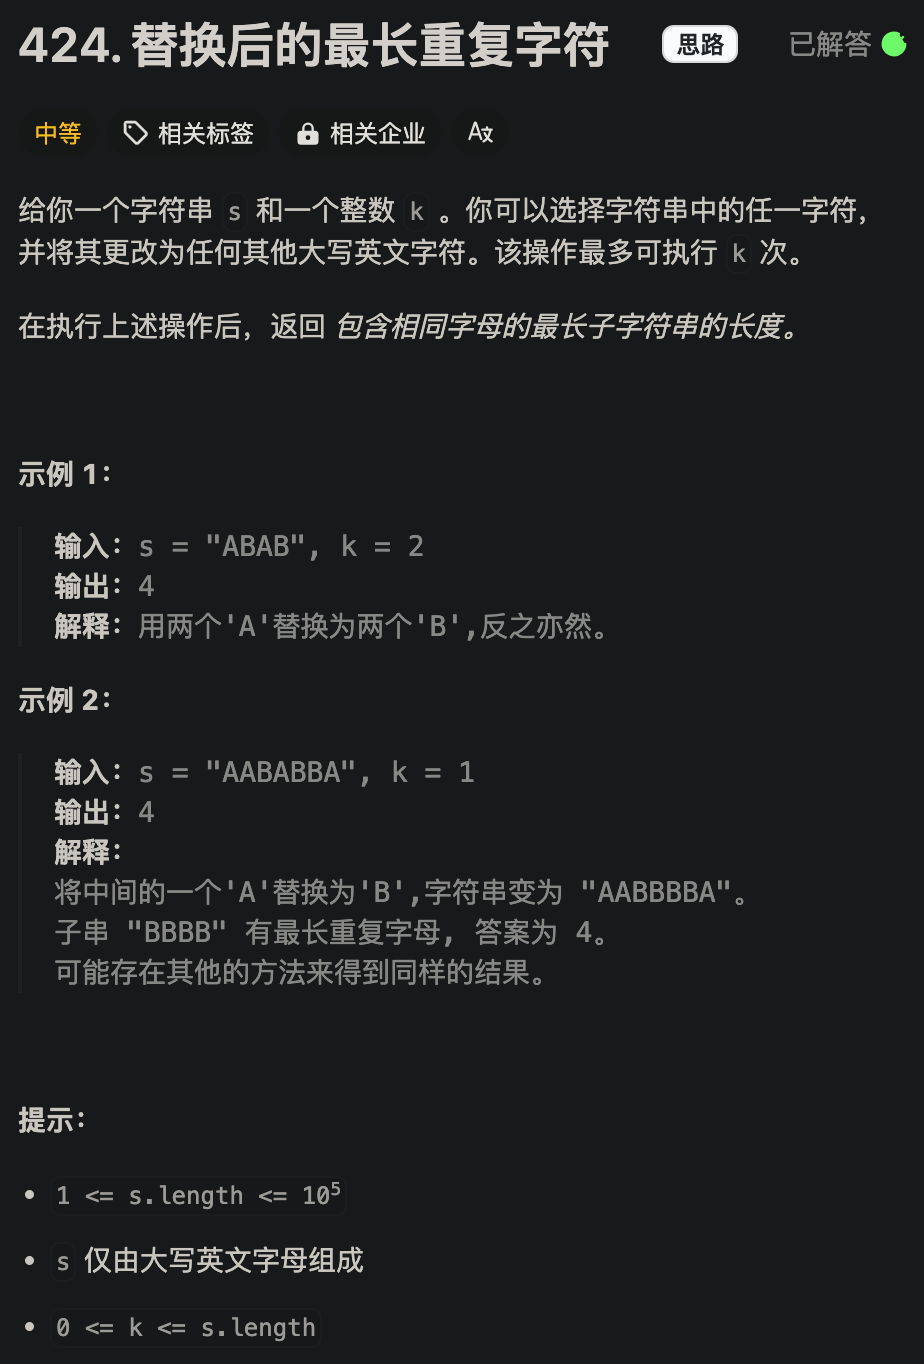 424. 替换后的最长重复字符 思路 已解答
中等 相关标签 相关企业 Ax
给你一个字符串 s 和一个整数 k 。你可以选择字符串中的任一字符，
并将其更改为任何其他大写英文字符。该操作最多可执行 k 次。
在执行上述操作后，返回 包含相同字母的最长子字符串的长度。
示例 1：
输入：s = "ABAB", k = 2
输出：4
解释：用两个'A'替换为两个'B',反之亦然。
示例 2：
输入：s = "AABABBA", k = 1
输出：4
解释：
将中间的一个'A'替换为'B',字符串变为 "AABBBBA"。
子串 "BBBB" 有最长重复字母, 答案为 4。
可能存在其他的方法来得到同样的结果。
提示：
• 1 <= s.length <= 10⁵
• s 仅由大写英文字母组成
• 0 <= k <= s.length